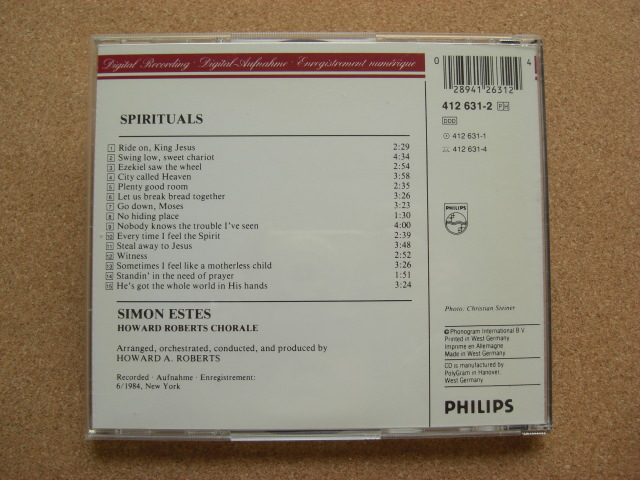 Digital Recording · Digital-Aufnahme · Enregistrement numérique
SPIRITUALS
1 Ride on, King Jesus 2:29
2 Swing low, sweet chariot 4:34
3 Ezekiel saw the wheel 2:54
4 City called Heaven 3:58
5 Plenty good room 2:35
6 Let us break bread together 3:26
7 Go down, Moses 3:23
8 No hiding place 1:30
9 Nobody knows the trouble I've seen 4:00
10 Every time I feel the Spirit 2:39
11 Steal away to Jesus 3:48
12 Witness 2:52
13 Sometimes I feel like a motherless child 3:26
14 Standin' in the need of prayer 1:51
15 He's got the whole world in His hands 3:24
SIMON ESTES
HOWARD ROBERTS CHORALE
Arranged, orchestrated, conducted, and produced by
HOWARD A. ROBERTS
Recorded · Aufnahme · Enregistrement:
6/1984, New York
0 28941 26312 4
412 631-2 PH
DDD
412 631-1
412 631-4
PHILIPS
Photo: Christian Steiner
℗ Phonogram International B.V.
Printed in West Germany
Imprimé en Allemagne
Made in West Germany
CD is manufactured by
PolyGram in Hanover,
West Germany
PHILIPS